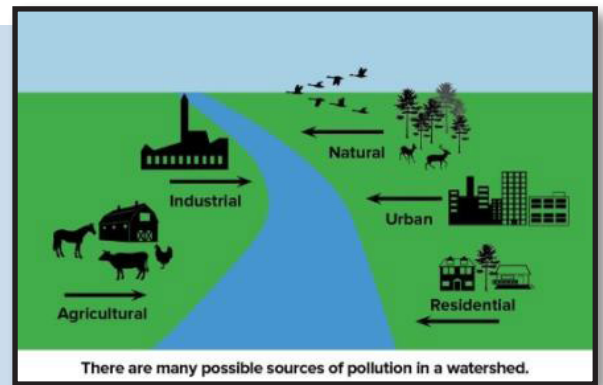 Natural
Industrial
Urban
Agricultural
Residential
There are many possible sources of pollution in a watershed.